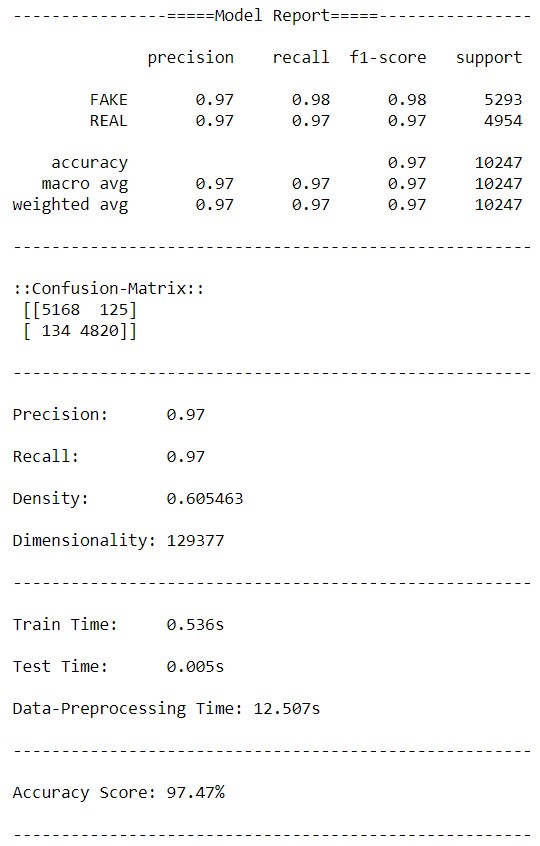 ----------------=====Model Report=====----------------
precision    recall  f1-score   support
FAKE       0.97      0.98      0.98      5293
REAL       0.97      0.97      0.97      4954
accuracy                           0.97     10247
macro avg       0.97      0.97      0.97     10247
weighted avg       0.97      0.97      0.97     10247
------------------------------------------------------
::Confusion-Matrix::
[[5168  125]
[ 134 4820]]
------------------------------------------------------
Precision:      0.97
Recall:         0.97
Density:        0.605463
Dimensionality: 129377
------------------------------------------------------
Train Time:     0.536s
Test Time:      0.005s
Data-Preprocessing Time: 12.507s
------------------------------------------------------
Accuracy Score: 97.47%
------------------------------------------------------